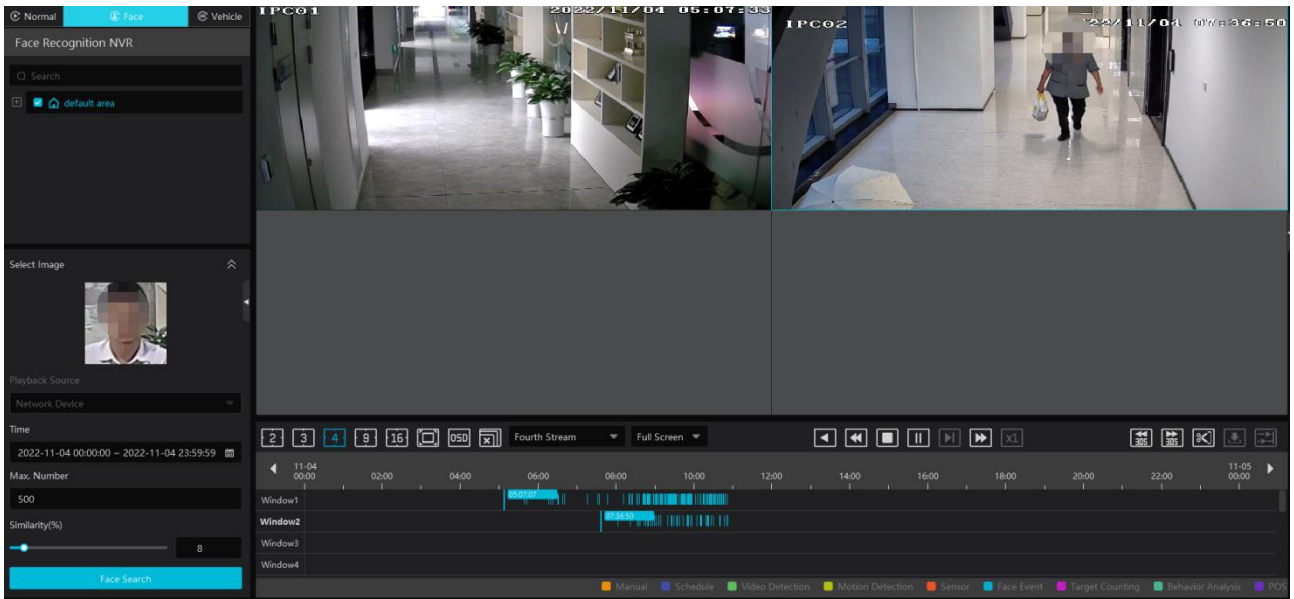 Normal Face Vehicle
Face Recognition NVR
Search
default area
Select Image
Playback Source
Network Device
Time
2022-11-04 00:00:00 ~ 2022-11-04 23:59:59
Max. Number
500
Similarity(%)
8
Face Search
IPC01 2022/11/04 05:07:33
IPC02 22/11/04 07:36:50
2 3 4 9 16 OSD Fourth Stream Full Screen x1 30S 30S
11-04 11-05
00:00 02:00 04:00 06:00 08:00 10:00 12:00 14:00 16:00 18:00 20:00 22:00 00:00
Window1 05:07:07
Window2 07:36:50
Window3
Window4
Manual Schedule Video Detection Motion Detection Sensor Face Event Target Counting Behavior Analysis POS